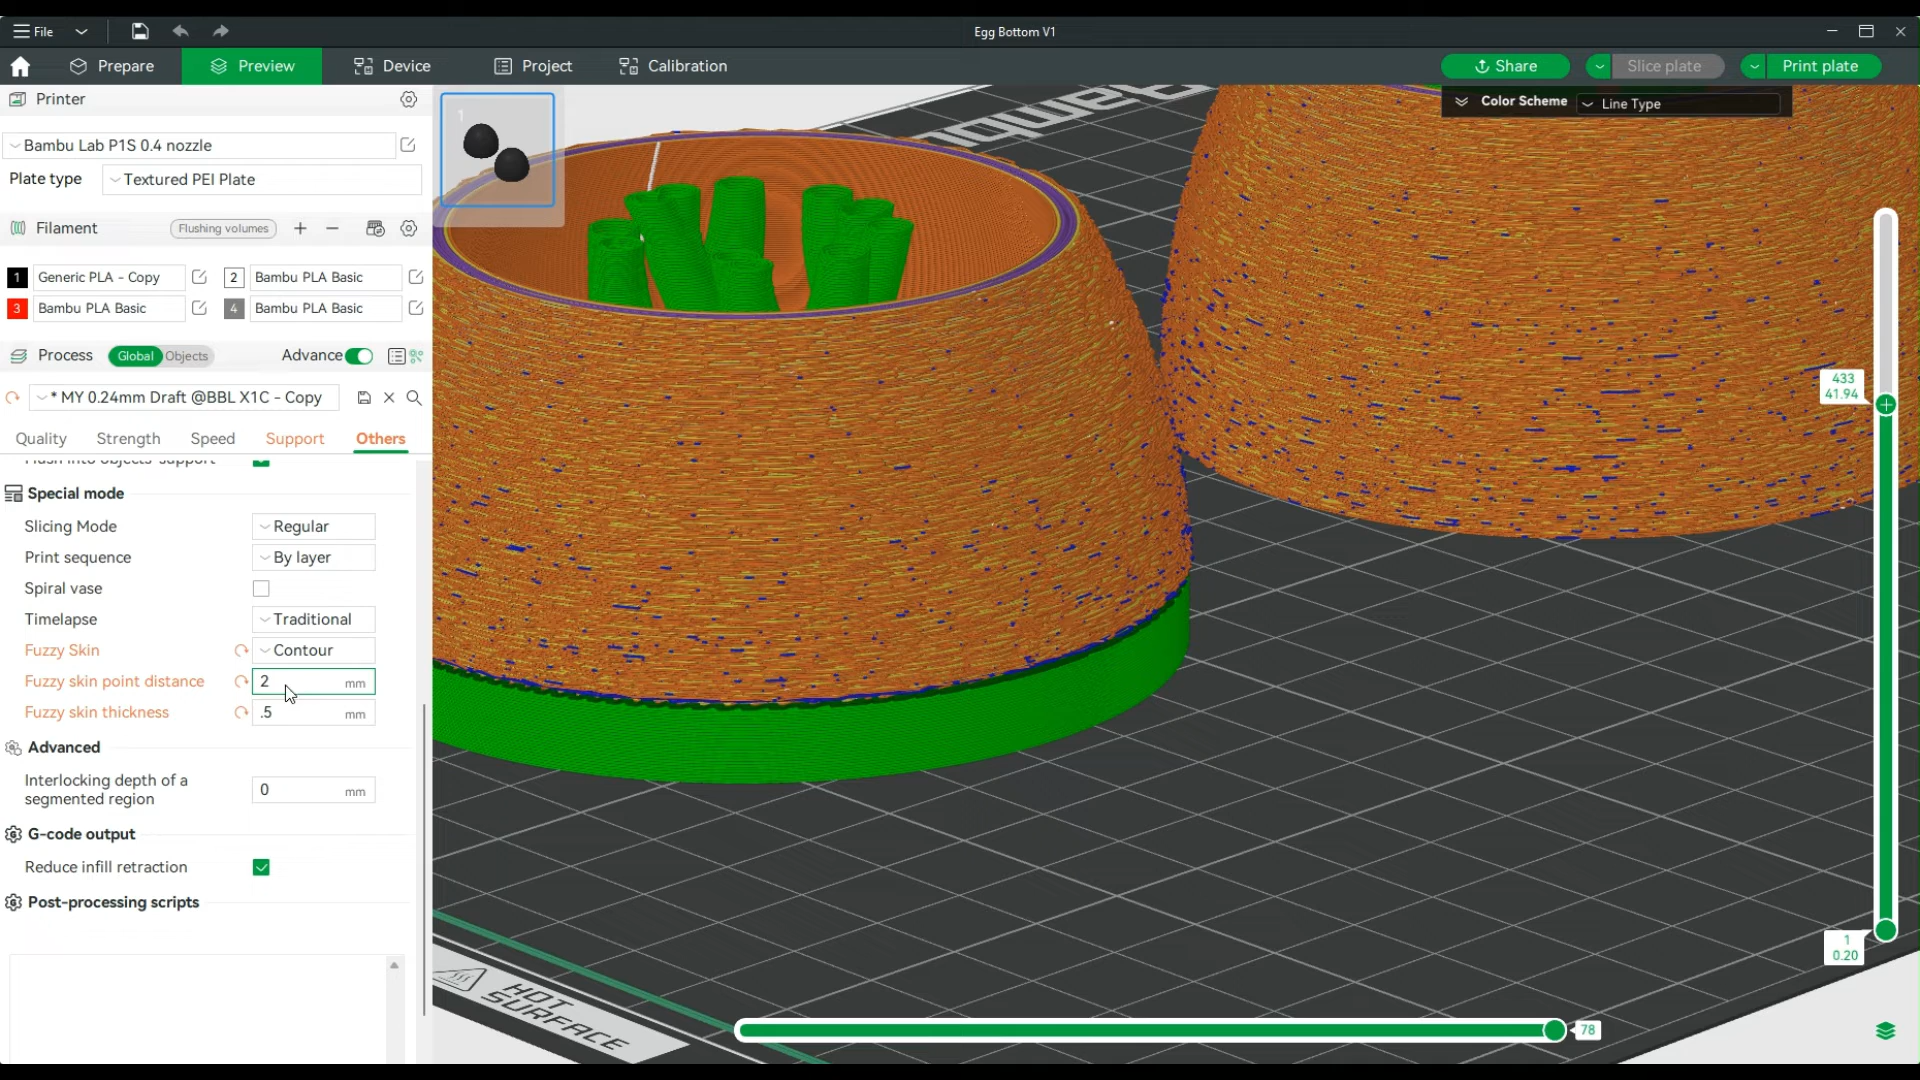 File
Egg Bottom V1
Prepare
Preview
Device
Project
Calibration
Share
Slice plate
Print plate
Printer
Color Scheme
Line Type
1
Bambu Lab P1S 0.4 nozzle
Plate type
Textured PEI Plate
Filament
Flushing volumes
1 Generic PLA - Copy
2 Bambu PLA Basic
3 Bambu PLA Basic
4 Bambu PLA Basic
Process
Global
Objects
Advance
* MY 0.24mm Draft @BBL X1C - Copy
433
41.94
Quality
Strength
Speed
Support
Others
Flush into objects' support
Special mode
Slicing Mode
Regular
Print sequence
By layer
Spiral vase
Timelapse
Traditional
Fuzzy Skin
Contour
Fuzzy skin point distance
2 mm
Fuzzy skin thickness
.5 mm
Advanced
Interlocking depth of a
segmented region
0 mm
G-code output
Reduce infill retraction
Post-processing scripts
1
0.20
HOT
SURFACE
78